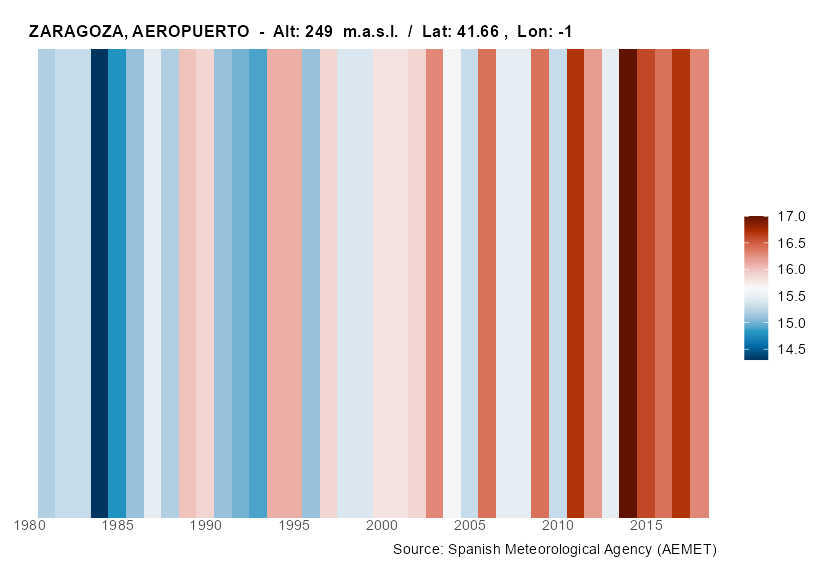 ZARAGOZA, AEROPUERTO - Alt: 249 m.a.s.l. / Lat: 41.66 , Lon: -1
17.0
16.5
16.0
15.5
15.0
14.5
1980 1985 1990 1995 2000 2005 2010 2015
Source: Spanish Meteorological Agency (AEMET)